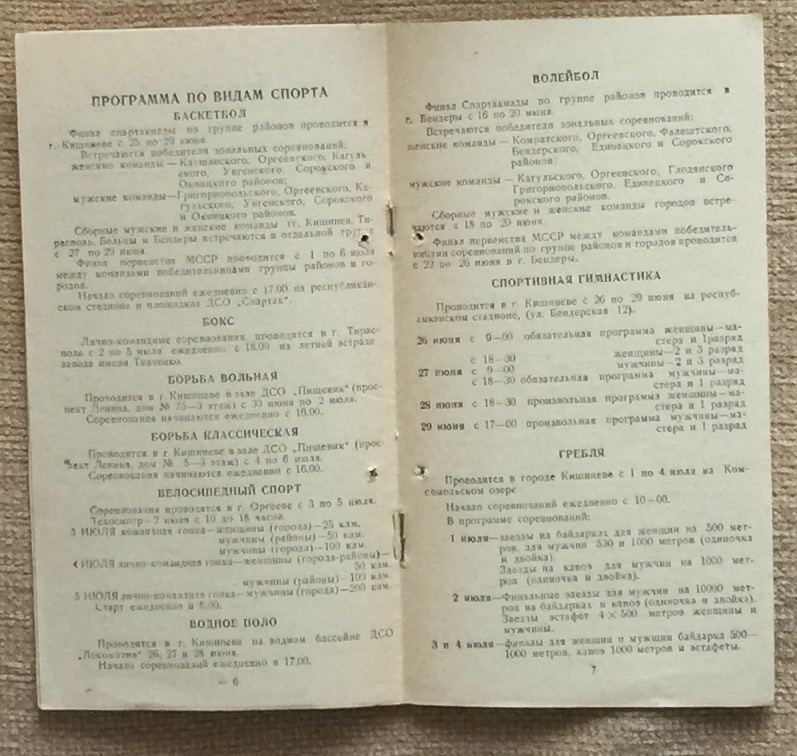 ПРОГРАММА ПО ВИДАМ СПОРТА
БАСКЕТБОЛ
Финал спартакиады по группе районов проводится в
г. Кишиневе с 25 по 29 июня
Встречаются победители зональных соревнований:
женские команды — Каушанского, Оргеевского, Кагуль-
ского, Унгенского Сорокского и
Окницкого районов;
мужские команды—Григориопольского, Оргеевского, Ка-
гульского, Унгенского, Сорокского
и Окницкого районов.
Сборные мужские и женские команды гг. Кишинев, Ти-
располь, Бельцы и Бендеры встречаются в отдельной группе
с 27 по 29 июня.
Финал первенства МССР проводится с 1 по 6 июля
между командами победительницами группы районов и го-
родов.
Начало соревнований ежедневно с 17.00 на республикан-
ском стадионе и площадках ДСО „Спартак".
БОКС
Лично-командные соревнования проводятся в г. Тирас-
поле с 2 по 5 июля ежедневно с 18.00 на летней эстраде
завода имени Ткаченко.
БОРЬБА ВОЛЬНАЯ
Проводится в г Кишиневе в зале ДСО „Пищевик" (прос-
пект Ленина, дом № 75—3 этаж) с 30 июня по 2 июля.
Соревнования начинаются ежедневно с 16.00.
БОРЬБА КЛАССИЧЕСКАЯ
Проводится в г Кишиневе в зале ДСО „Пищевик" (прос-
пект Ленина, дом № 5—3 этаж) с 4 по 6 июля.
Соревнования начинаются ежедневно с 16,00.
ВЕЛОСИПЕДНЫЙ СПОРТ
Соревнования проводятся в г. Оргееве с 3 по 5 июля.
Техосмотр—2 июля с 10 до 18 часов.
3 ИЮЛЯ командная гонка—женщины (города)—25 клм.
мужчины (районы)—50 клм.
мужчины (города)—100 клм.
4 ИЮЛЯ лично-командная гонка—женщины (города-районы)—
50 клм.
мужчины (районы)—100 клм.
5 ИЮЛЯ лично-командная гонка—мужчины (города)—200 клм.
Старт ежедневно в 8.00.
ВОДНОЕ ПОЛО
Проводится в г. Кишиневе на водном бассейне ДСО
„Локомотив" 26, 27 и 28 июня.
Начало соревнований ежедневно в 17.00.
— 6
ВОЛЕЙБОЛ
Финал Спартакиады по группе районов проводится в
г. Бендеры с 16 по 20 июня.
Встречаются победители зональных соревнований:
женские команды — Комратского, Оргеевского, Фалештского,
Бендерского, Единецкого и Сорокского
районов;
мужские команды — Кагульского, Оргеевского, Глодянского
Григориопольского, Единецкого и Со-
рокского районов.
Сборные мужские и женские команды городов встре-
чаются с 18 по 20 июня.
Финал первенства МССР между командами победитель-
ницами соревнований по группе районов и городов проводится
с 22 по 26 июня в г. Бендеры.
СПОРТИВНАЯ ГИМНАСТИКА
Проводится в г. Кишиневе с 26 по 29 июня на респуб-
ликанском стадионе, (ул. Бендерская 12).
26 июня с 9—00 обязательная программа женщины—ма-
стера и 1разряд
с 18—30 женщины—2 и 3 разряд
27 июня с 9—00 мужчины—2 и 3 разряд
с 18—30 обязательная программа мужчины—ма-
стера и 1 разряд
28 июня с 18—30 произвольная программа женщины—ма-
стера и 1 разряд
29 июня с 17—00 произвольная программа мужчины—ма-
стера и 1 разряд
ГРЕБЛЯ
Проводится в городе Кишиневе с 1 по 4 июля на Ком-
сомольском озере
Начало соревнований ежедневно с 10—00.
В программе соревнований:
1 июля—заезды на байдарках для женщин на 500 мет-
ров, для мужчин 500 и 1000 метров (одиночка
и двойка).
Заезды на каноэ для мужчин на 1000 мет-
ров (одиночка и двойка).
2 июля—Финальные заезды для мужчин на 10000 мет-
ров на байдарках и каноэ (одиночка и двойка).
Заезды эстафет 4×500 метров женщины и
мужчины.
3 и 4 июля—финалы для женщин и мужчин байдарка 500—
1000 метров, каноэ 1000 метров и эстафеты.
7